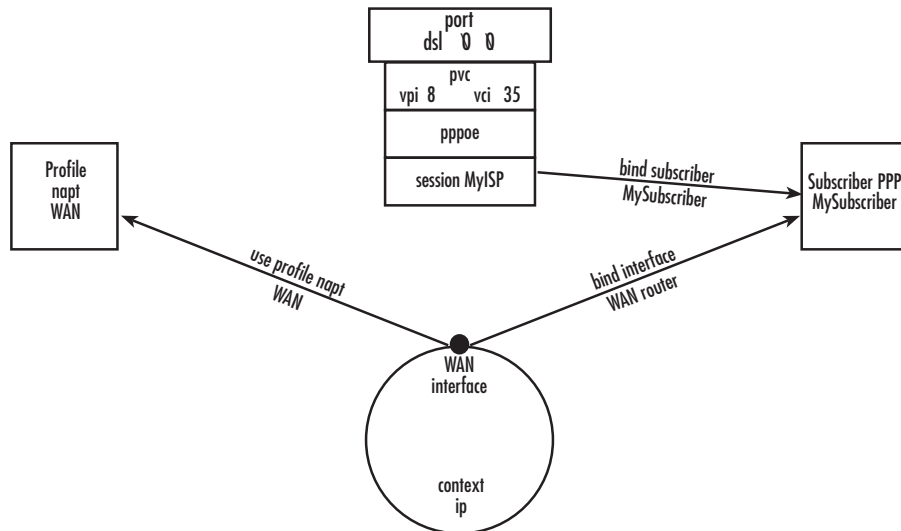 port
dsl 0 0
pvc
vpi 8 vci 35
pppoe
session MyISP
Profile
napt
WAN
bind subscriber
MySubscriber
Subscriber PPP
MySubscriber
use profile napt
WAN
bind interface
WAN router
WAN
interface
context
ip